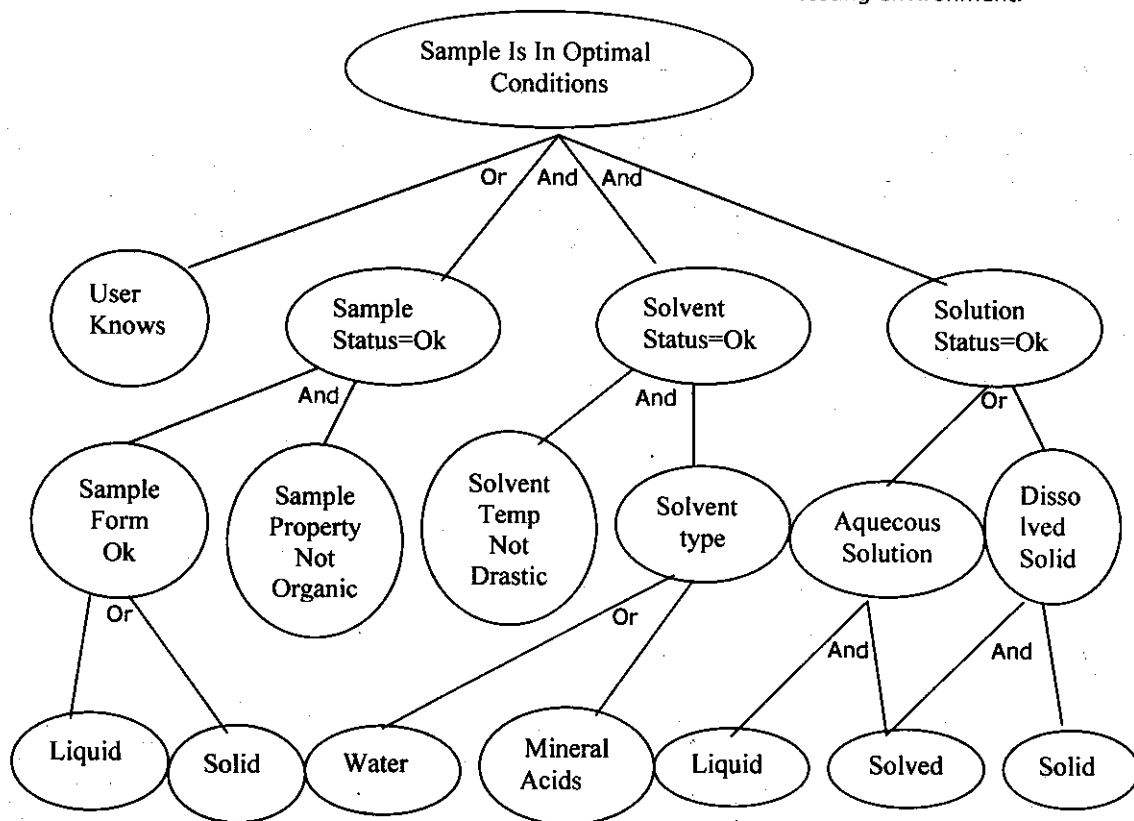 Sample Is In Optimal
Conditions
Or And And
User
Knows
Sample
Status=Ok
Solvent
Status=Ok
Solution
Status=Ok
And
And
Or
Sample
Form
Ok
Sample
Property
Not
Organic
Solvent
Temp
Not
Drastic
Solvent
type
Aquecous
Solution
Disso
lved
Solid
Or
Or
And
And
Liquid
Solid
Water
Mineral
Acids
Liquid
Solved
Solid